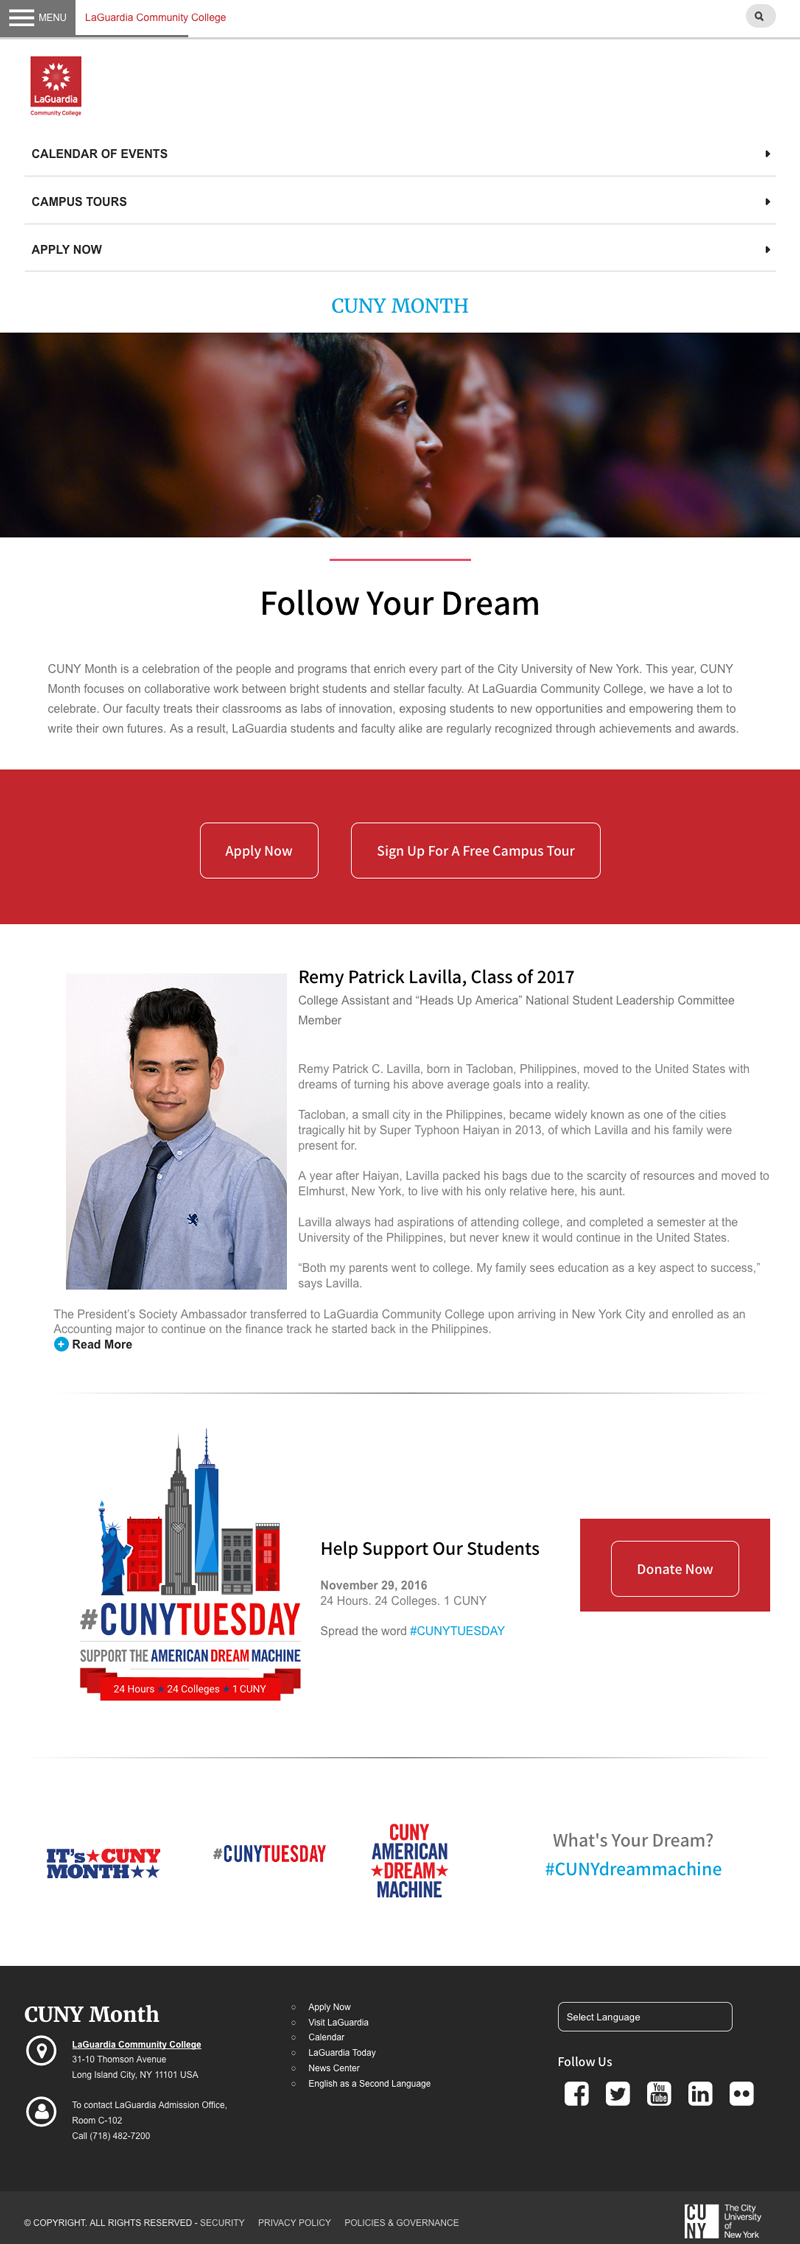 MENU
LaGuardia Community College
LaGuardia
Community College
CALENDAR OF EVENTS
CAMPUS TOURS
APPLY NOW
CUNY MONTH
Follow Your Dream
CUNY Month is a celebration of the people and programs that enrich every part of the City University of New York. This year, CUNY
Month focuses on collaborative work between bright students and stellar faculty. At LaGuardia Community College, we have a lot to
celebrate. Our faculty treats their classrooms as labs of innovation, exposing students to new opportunities and empowering them to
write their own futures. As a result, LaGuardia students and faculty alike are regularly recognized through achievements and awards.
Apply Now
Sign Up For A Free Campus Tour
Remy Patrick Lavilla, Class of 2017
College Assistant and “Heads Up America” National Student Leadership Committee
Member
Remy Patrick C. Lavilla, born in Tacloban, Philippines, moved to the United States with
dreams of turning his above average goals into a reality.
Tacloban, a small city in the Philippines, became widely known as one of the cities
tragically hit by Super Typhoon Haiyan in 2013, of which Lavilla and his family were
present for.
A year after Haiyan, Lavilla packed his bags due to the scarcity of resources and moved to
Elmhurst, New York, to live with his only relative here, his aunt.
Lavilla always had aspirations of attending college, and completed a semester at the
University of the Philippines, but never knew it would continue in the United States.
“Both my parents went to college. My family sees education as a key aspect to success,”
says Lavilla.
The President’s Society Ambassador transferred to LaGuardia Community College upon arriving in New York City and enrolled as an
Accounting major to continue on the finance track he started back in the Philippines.
Read More
#CUNYTUESDAY
SUPPORT THE AMERICAN DREAM MACHINE
24 Hours ★ 24 Colleges ★ 1 CUNY
Help Support Our Students
November 29, 2016
24 Hours. 24 Colleges. 1 CUNY
Spread the word #CUNYTUESDAY
Donate Now
IT's★CUNY
MONTH★★
#CUNYTUESDAY
CUNY
AMERICAN
★DREAM★
MACHINE
What's Your Dream?
#CUNYdreammachine
CUNY Month
LaGuardia Community College
31-10 Thomson Avenue
Long Island City, NY 11101 USA
To contact LaGuardia Admission Office,
Room C-102
Call (718) 482-7200
Apply Now
Visit LaGuardia
Calendar
LaGuardia Today
News Center
English as a Second Language
Select Language
Follow Us
You
Tube
in
© COPYRIGHT. ALL RIGHTS RESERVED - SECURITY PRIVACY POLICY POLICIES & GOVERNANCE
CU
NY
The City
University
of
New York